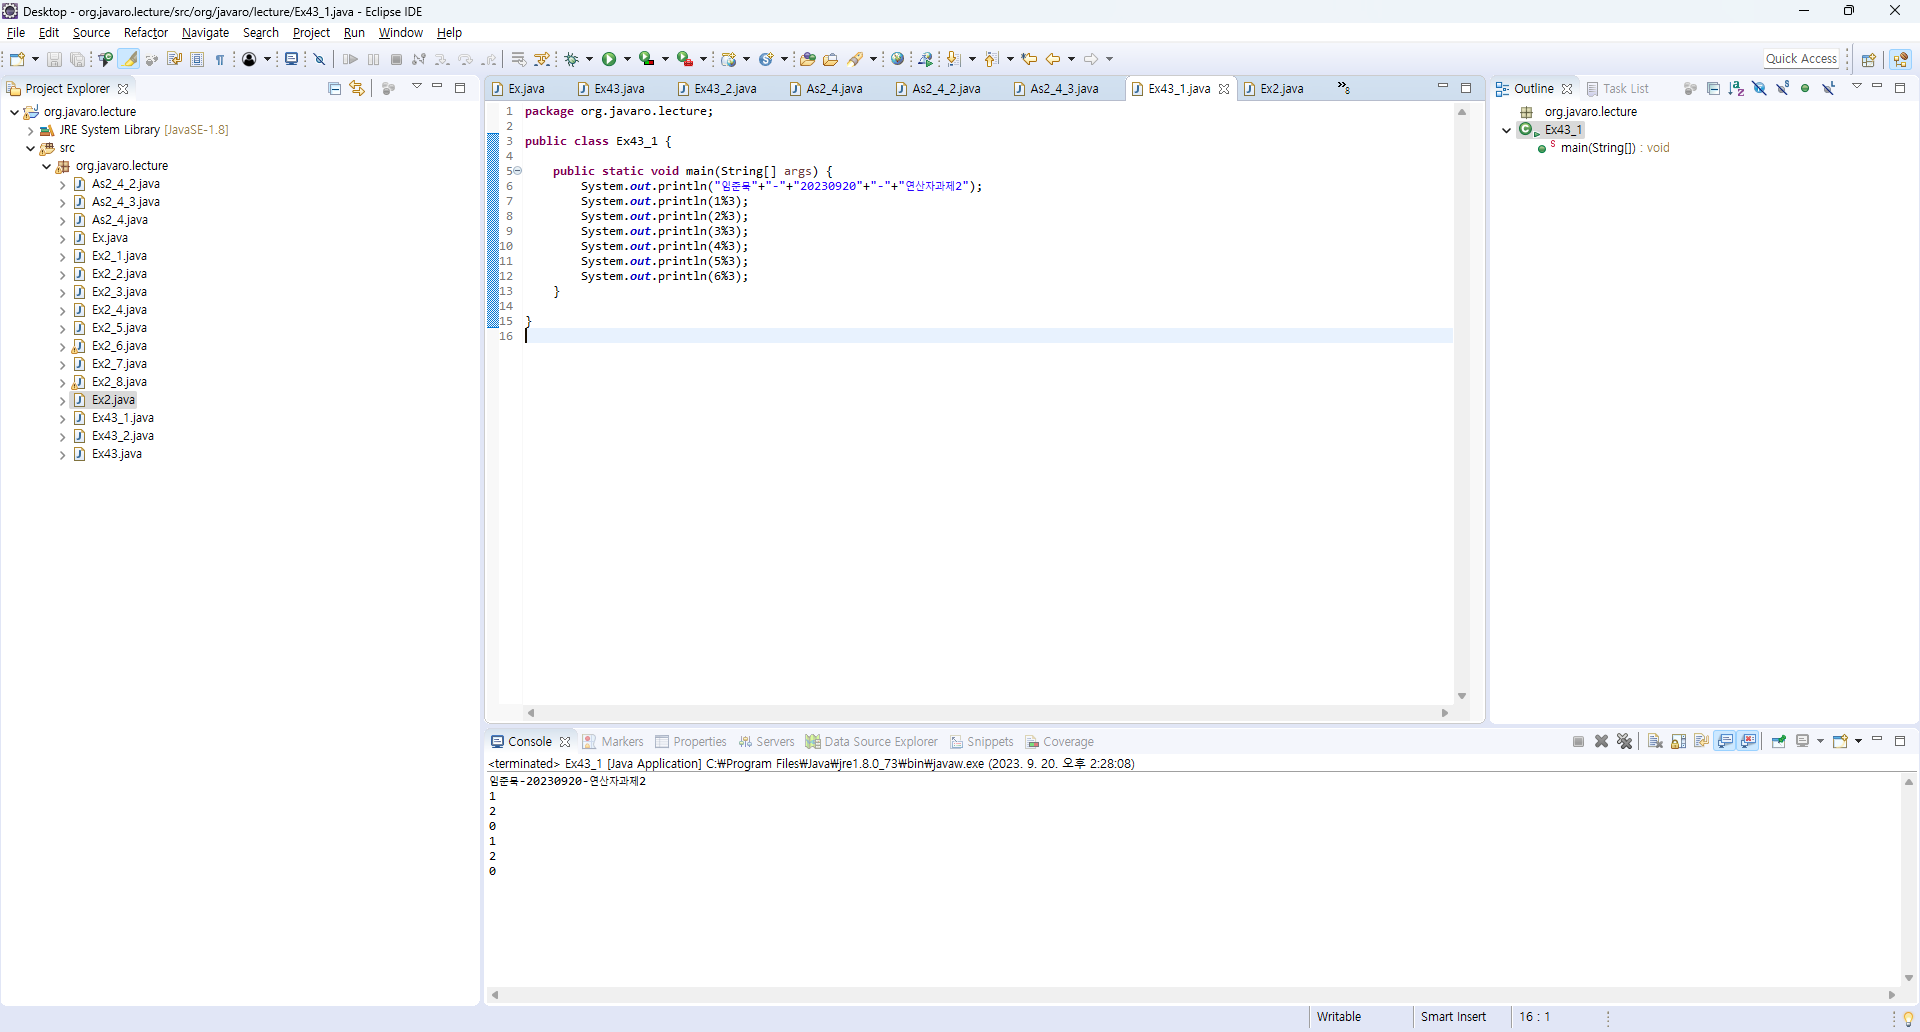 Desktop - org.javaro.lecture/src/org/javaro/lecture/Ex43_1.java - Eclipse IDE
File Edit Source Refactor Navigate Search Project Run Window Help
Quick Access
Project Explorer
org.javaro.lecture
JRE System Library [JavaSE-1.8]
src
org.javaro.lecture
As2_4_2.java
As2_4_3.java
As2_4.java
Ex.java
Ex2_1.java
Ex2_2.java
Ex2_3.java
Ex2_4.java
Ex2_5.java
Ex2_6.java
Ex2_7.java
Ex2_8.java
Ex2.java
Ex43_1.java
Ex43_2.java
Ex43.java
Ex.java Ex43.java Ex43_2.java As2_4.java As2_4_2.java As2_4_3.java Ex43_1.java Ex2.java »8
1 package org.javaro.lecture;
2
3 public class Ex43_1 {
4
5 public static void main(String[] args) {
6 System.out.println("임준묵"+"-"+"20230920"+"-"+"연산자과제2");
7 System.out.println(1%3);
8 System.out.println(2%3);
9 System.out.println(3%3);
10 System.out.println(4%3);
11 System.out.println(5%3);
12 System.out.println(6%3);
13 }
14
15 }
16
Outline Task List
org.javaro.lecture
Ex43_1
main(String[]) : void
Console Markers Properties Servers Data Source Explorer Snippets Coverage
<terminated> Ex43_1 [Java Application] C:₩Program Files₩Java₩jre1.8.0_73₩bin₩javaw.exe (2023. 9. 20. 오후 2:28:08)
임준묵-20230920-연산자과제2
1
2
0
1
2
0
Writable Smart Insert 16 : 1